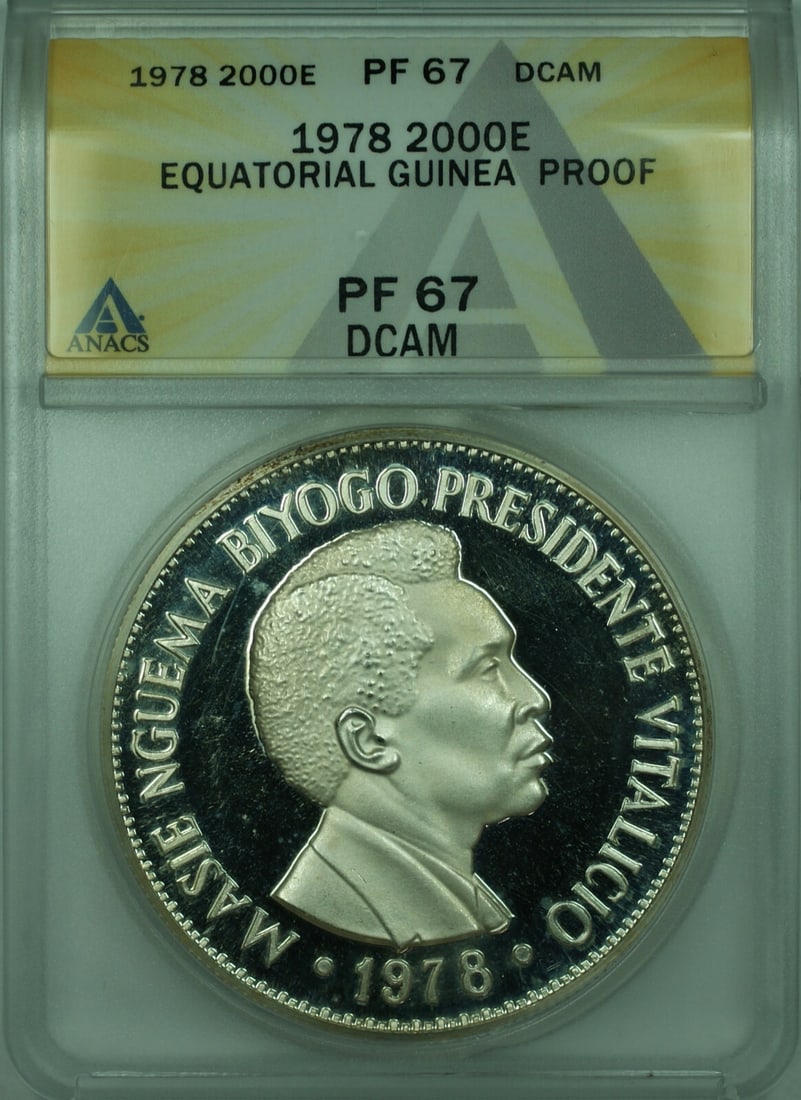 1978 2000E PF 67 DCAM
1978 2000E
EQUATORIAL GUINEA PROOF
PF 67
DCAM
ANACS
MASIE NGUEMA BIYOGO PRESIDENTE VITALICIO
• 1978 •